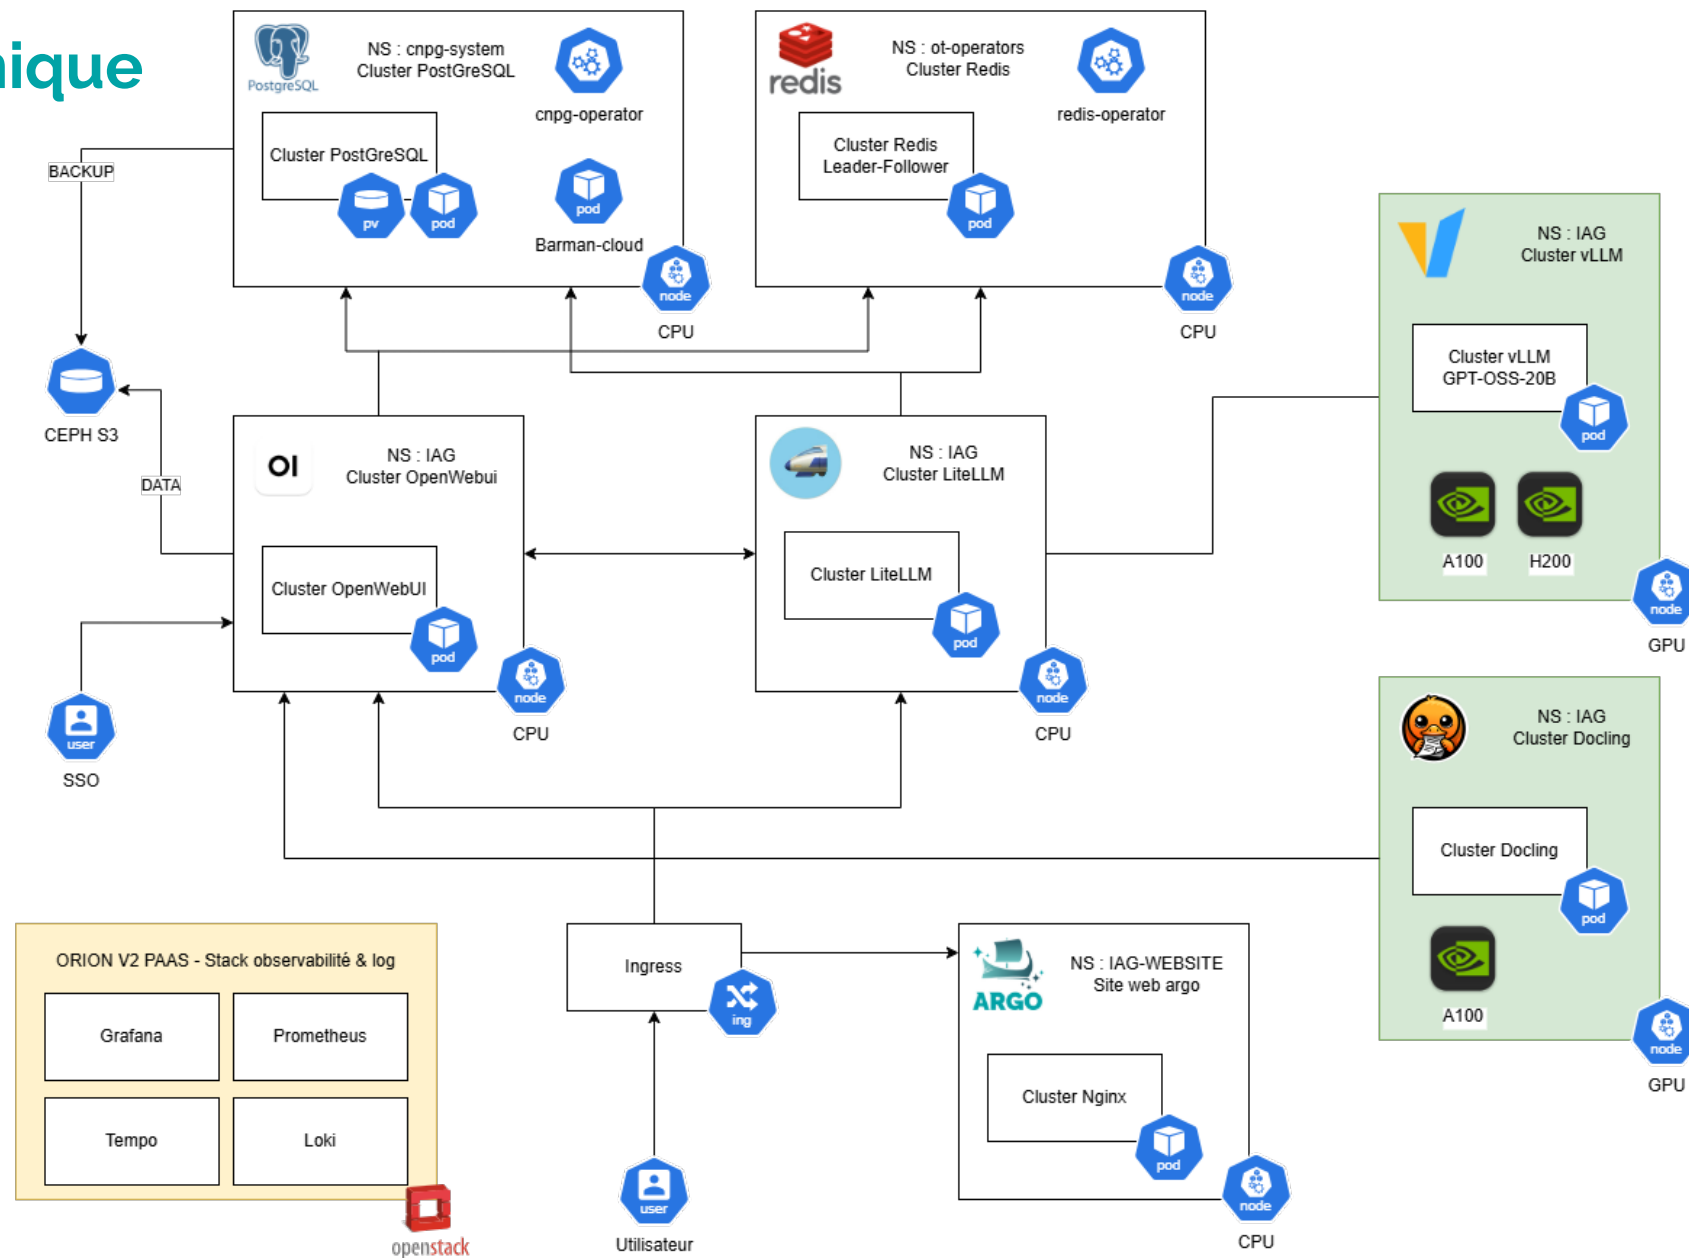 nique
PostgreSQL
NS : cnpg-system
Cluster PostGreSQL
cnpg-operator
Cluster PostGreSQL
pv
pod
pod
Barman-cloud
node
CPU
redis
NS : ot-operators
Cluster Redis
redis-operator
Cluster Redis
Leader-Follower
pod
node
CPU
BACKUP
CEPH S3
DATA
OI
NS : IAG
Cluster OpenWebui
Cluster OpenWebUI
pod
node
CPU
NS : IAG
Cluster LiteLLM
Cluster LiteLLM
pod
node
CPU
NS : IAG
Cluster vLLM
Cluster vLLM
GPT-OSS-20B
pod
A100
H200
node
GPU
user
SSO
NS : IAG
Cluster Docling
Cluster Docling
pod
A100
node
GPU
ORION V2 PAAS - Stack observabilité & log
Grafana
Prometheus
Tempo
Loki
openstack
Ingress
ing
user
Utilisateur
ARGO
NS : IAG-WEBSITE
Site web argo
Cluster Nginx
pod
node
CPU